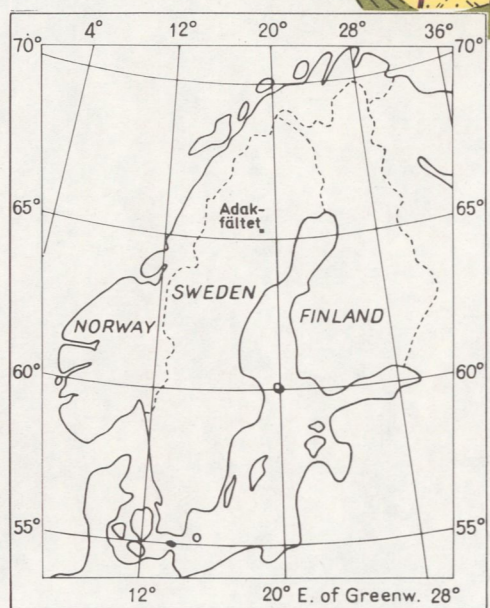 4° 12° 20° 28° 36°
70° 70°
65° 65°
Adak-
fältet
SWEDEN
NORWAY
FINLAND
60° 60°
55° 55°
12° 20° E. of Greenw. 28°